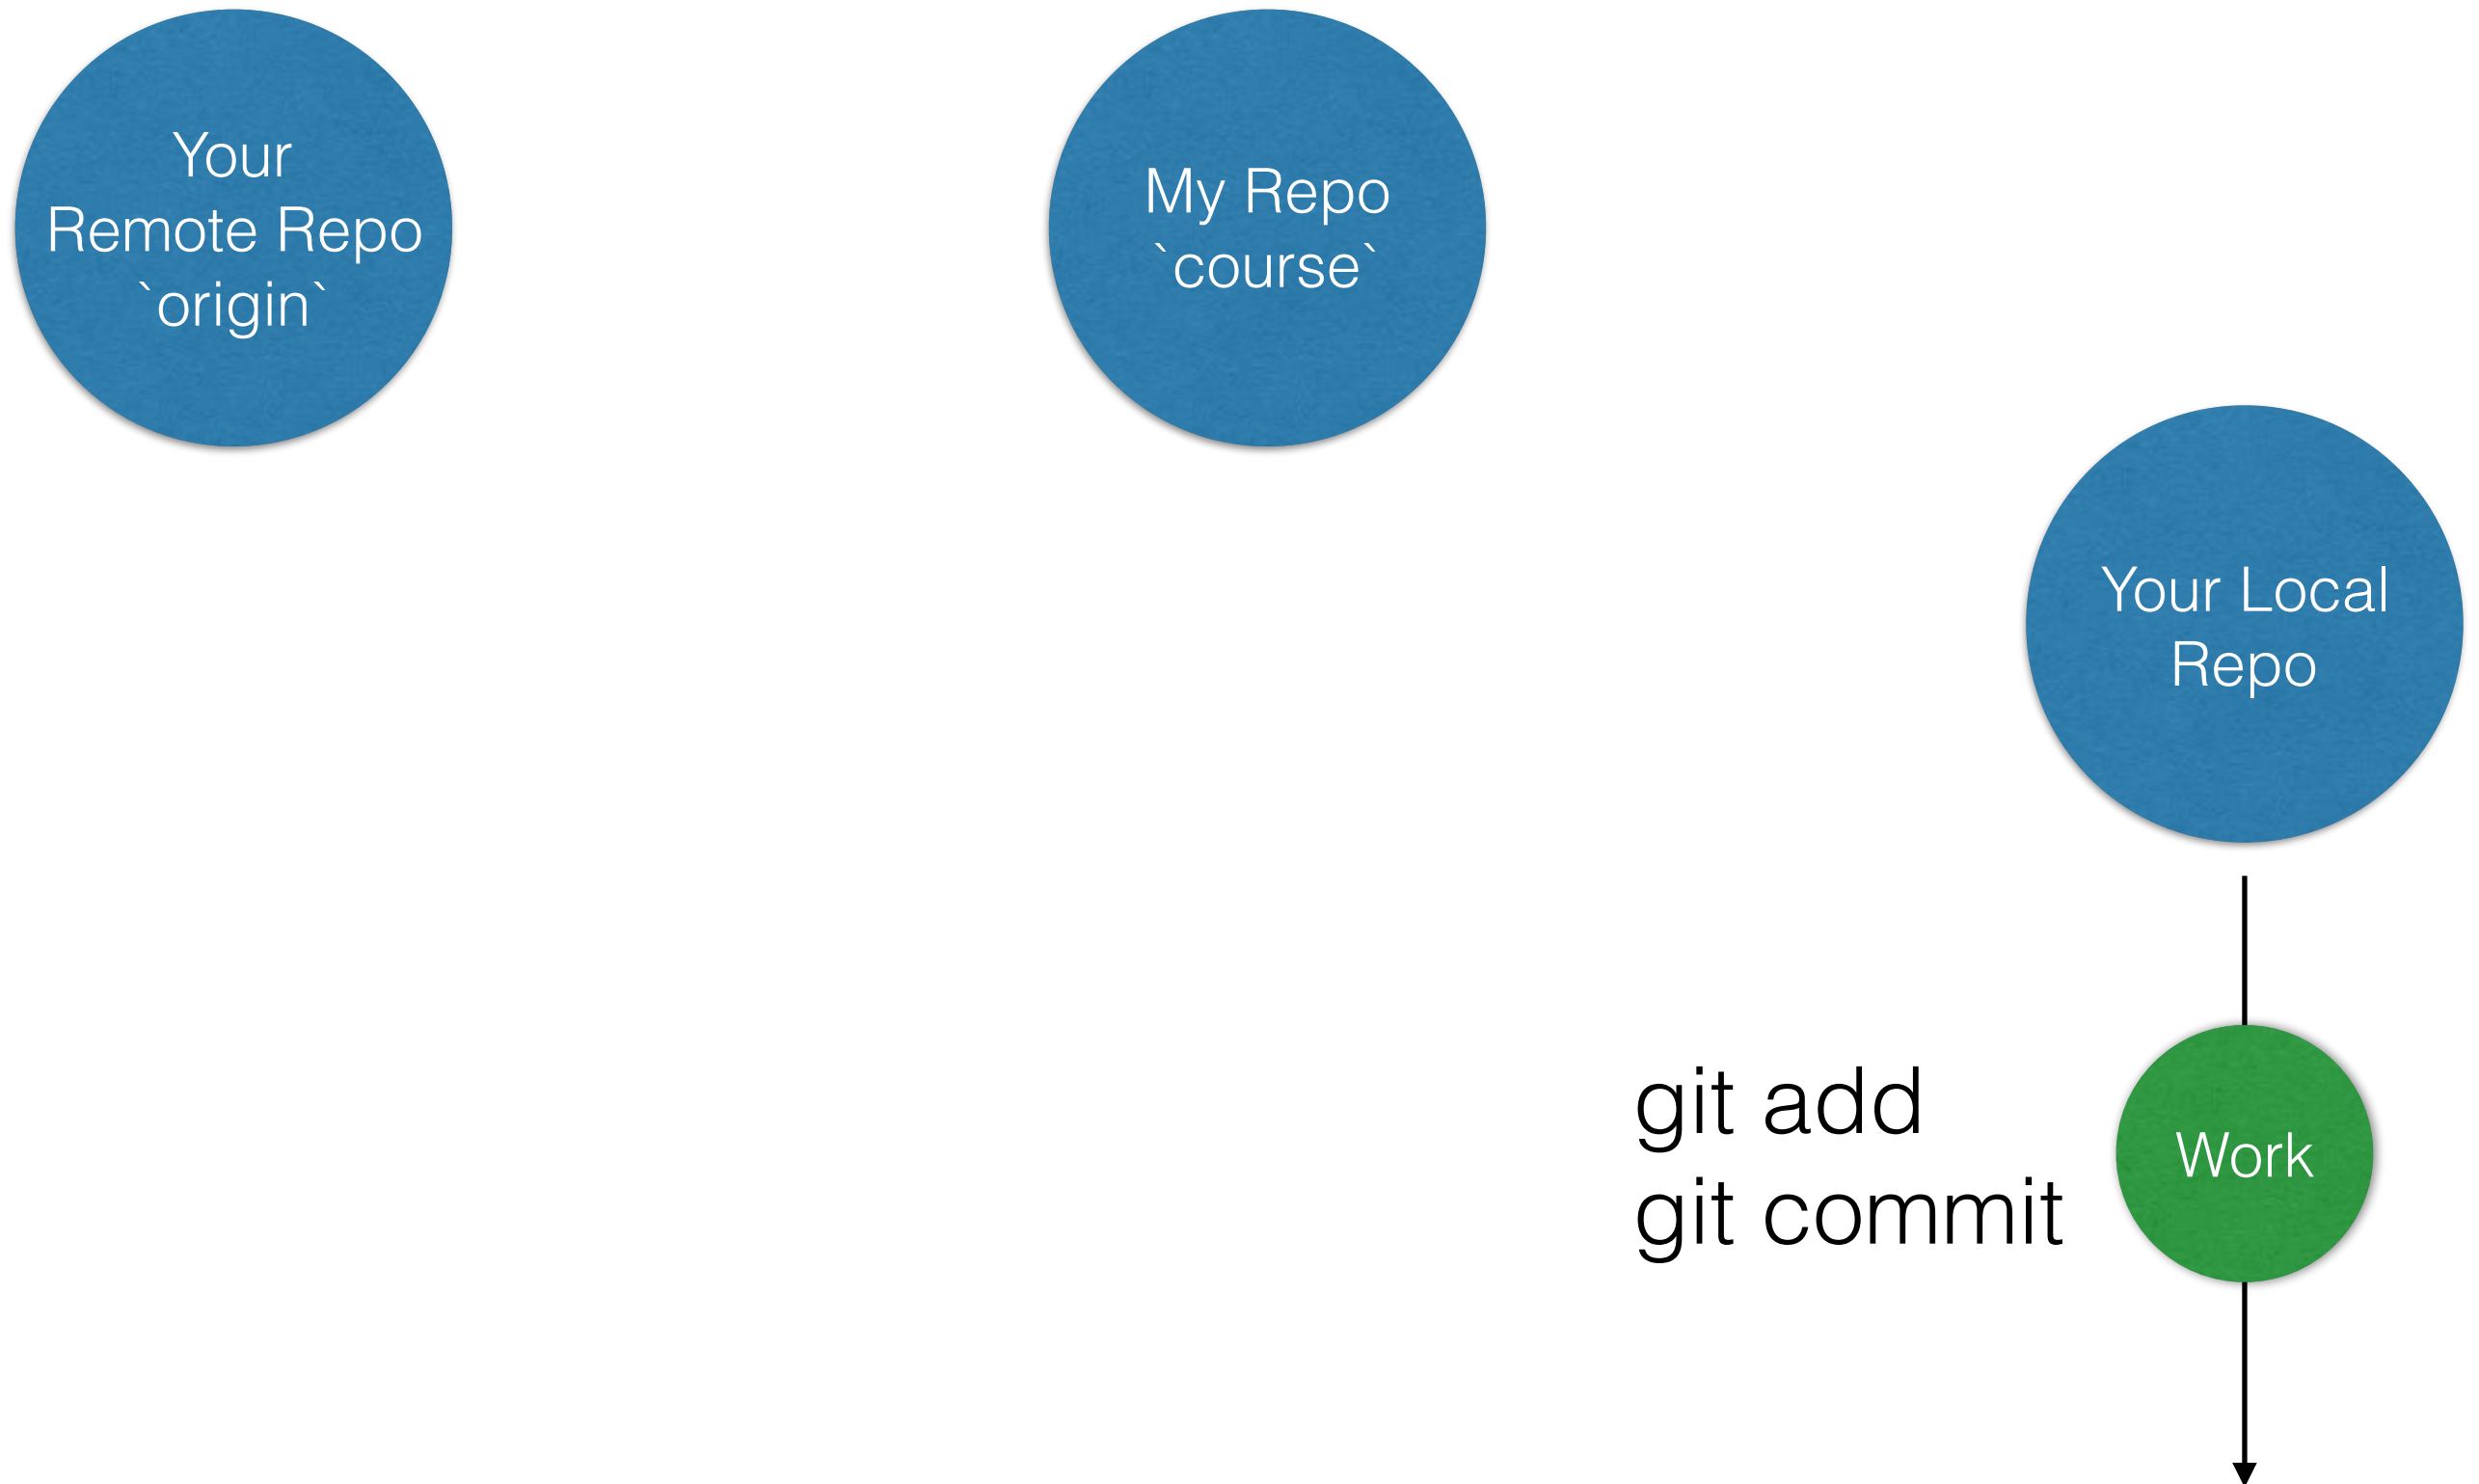 Your
Remote Repo
`origin`
My Repo
`course`
Your Local
Repo
git add
git commit
Work